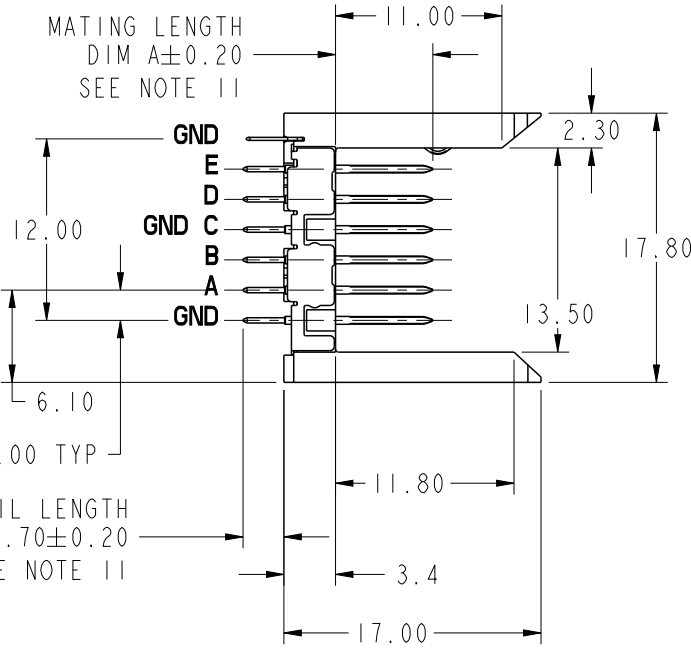 11.00
MATING LENGTH
DIM A±0.20
SEE NOTE 11
2.30
GND
E
D
12.00
GND C
17.80
B
A
GND
13.50
6.10
.00 TYP
11.80
IL LENGTH
.70±0.20
E NOTE 11
3.4
17.00